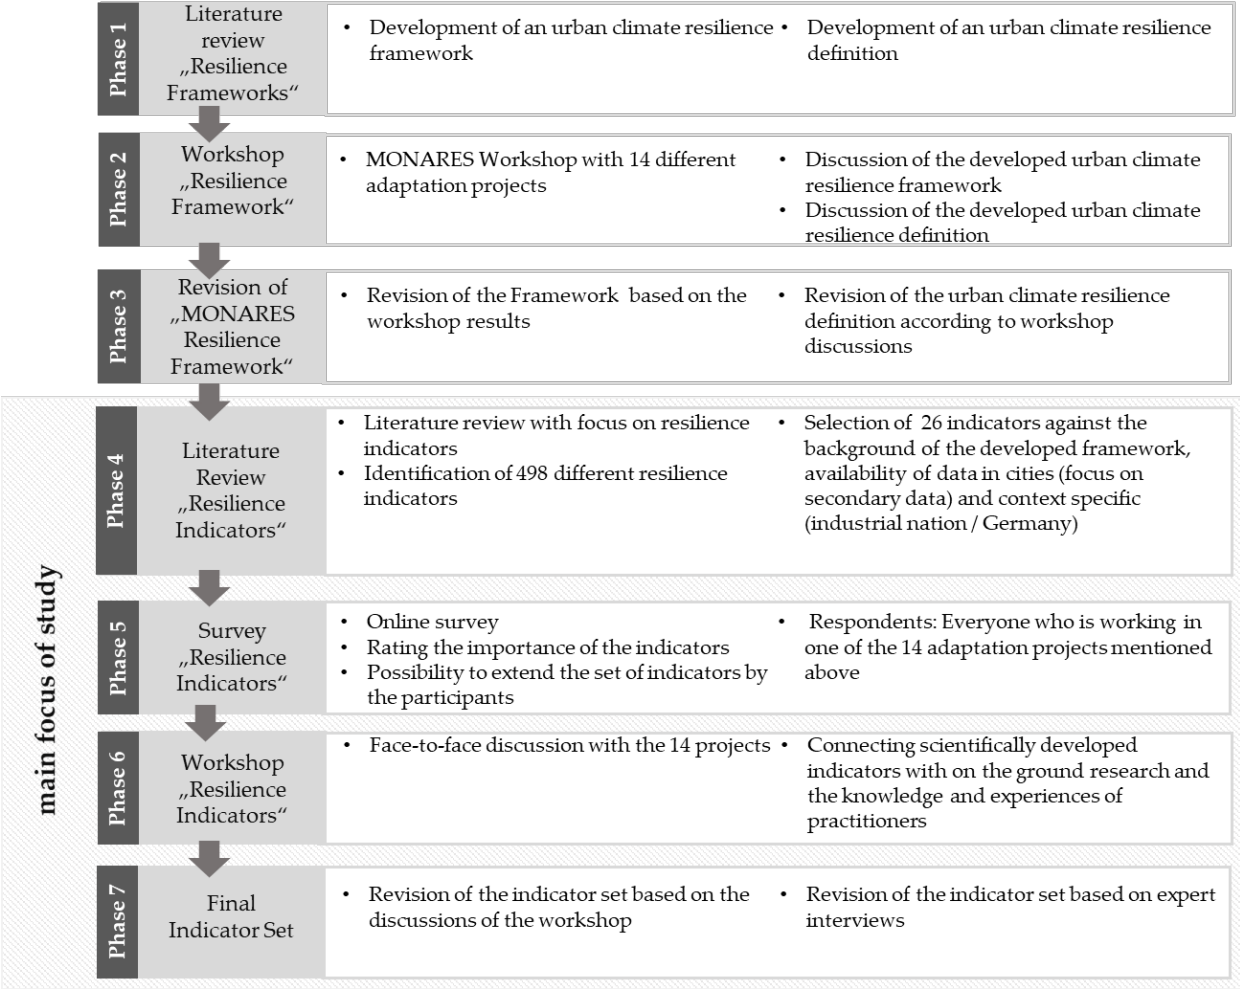 Phase 1
Literature
review
„Resilience
Frameworks“
• Development of an urban climate resilience
framework
• Development of an urban climate resilience
definition
Phase 2
Workshop
„Resilience
Framework“
• MONARES Workshop with 14 different
adaptation projects
• Discussion of the developed urban climate
resilience framework
• Discussion of the developed urban climate
resilience definition
Phase 3
Revision of
„MONARES
Resilience
Framework“
• Revision of the Framework based on the
workshop results
• Revision of the urban climate resilience
definition according to workshop
discussions
main focus of study
Phase 4
Literature
Review
„Resilience
Indicators“
• Literature review with focus on resilience
indicators
• Identification of 498 different resilience
indicators
• Selection of 26 indicators against the
background of the developed framework,
availability of data in cities (focus on
secondary data) and context specific
(industrial nation / Germany)
Phase 5
Survey
„Resilience
Indicators“
• Online survey
• Rating the importance of the indicators
• Possibility to extend the set of indicators by
the participants
• Respondents: Everyone who is working in
one of the 14 adaptation projects mentioned
above
Phase 6
Workshop
„Resilience
Indicators“
• Face-to-face discussion with the 14 projects
• Connecting scientifically developed
indicators with on the ground research and
the knowledge and experiences of
practitioners
Phase 7
Final
Indicator Set
• Revision of the indicator set based on the
discussions of the workshop
• Revision of the indicator set based on expert
interviews